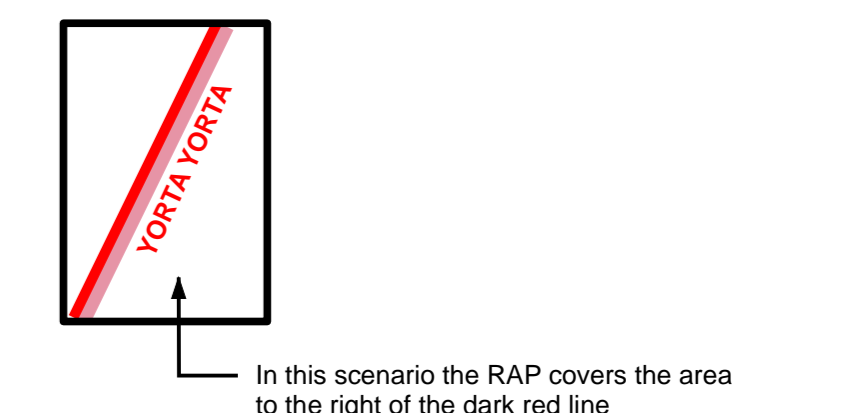 YORTA YORTA
In this scenario the RAP covers the area
to the right of the dark red line